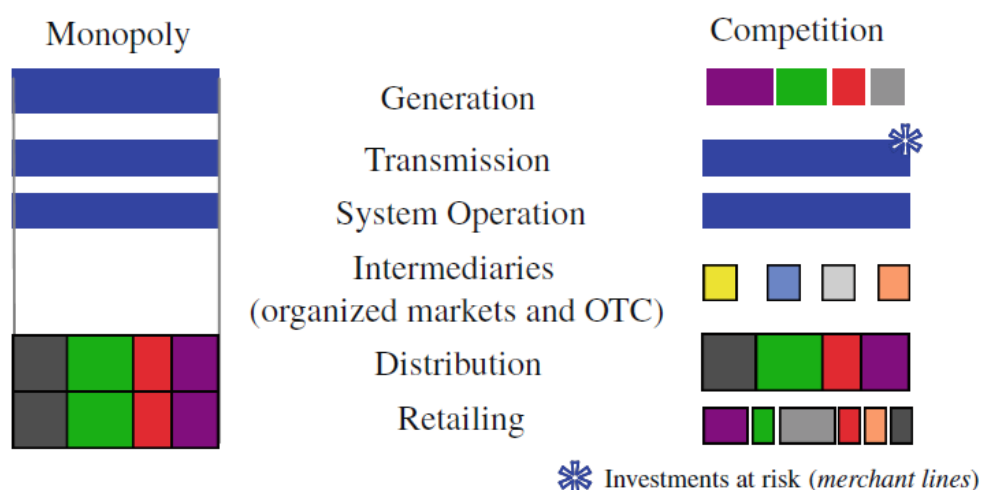 Monopoly
Competition
Generation
Transmission
System Operation
Intermediaries
(organized markets and OTC)
Distribution
Retailing
Investments at risk (merchant lines)